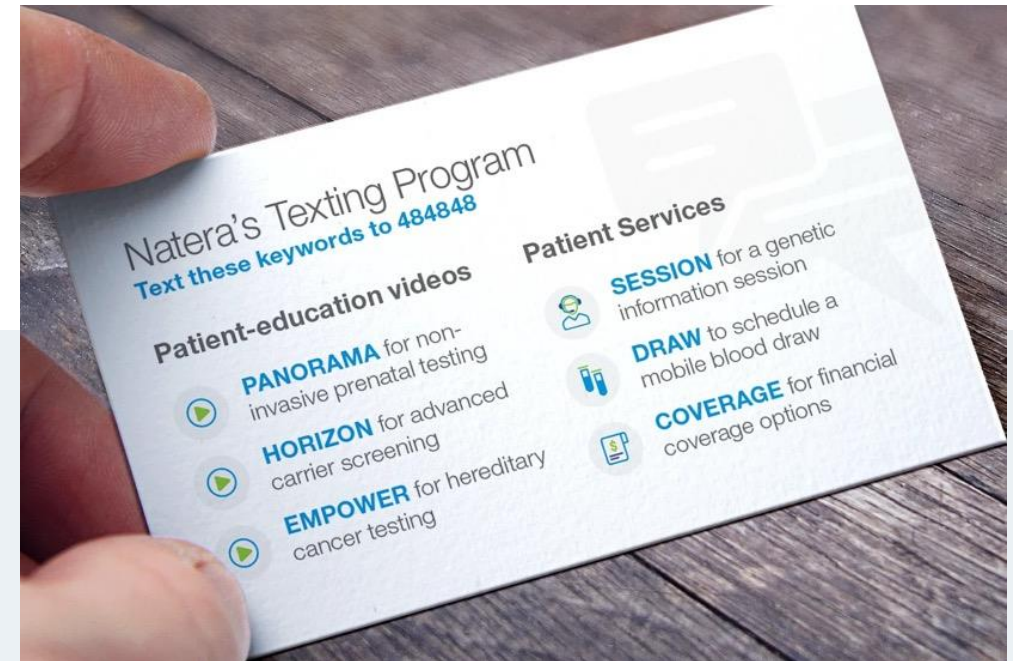 Natera's Texting Program
Text these keywords to 484848
Patient-education videos
PANORAMA for non-
invasive prenatal testing
HORIZON for advanced
carrier screening
EMPOWER for hereditary
cancer testing
Patient Services
SESSION for a genetic
information session
DRAW to schedule a
mobile blood draw
COVERAGE for financial
coverage options